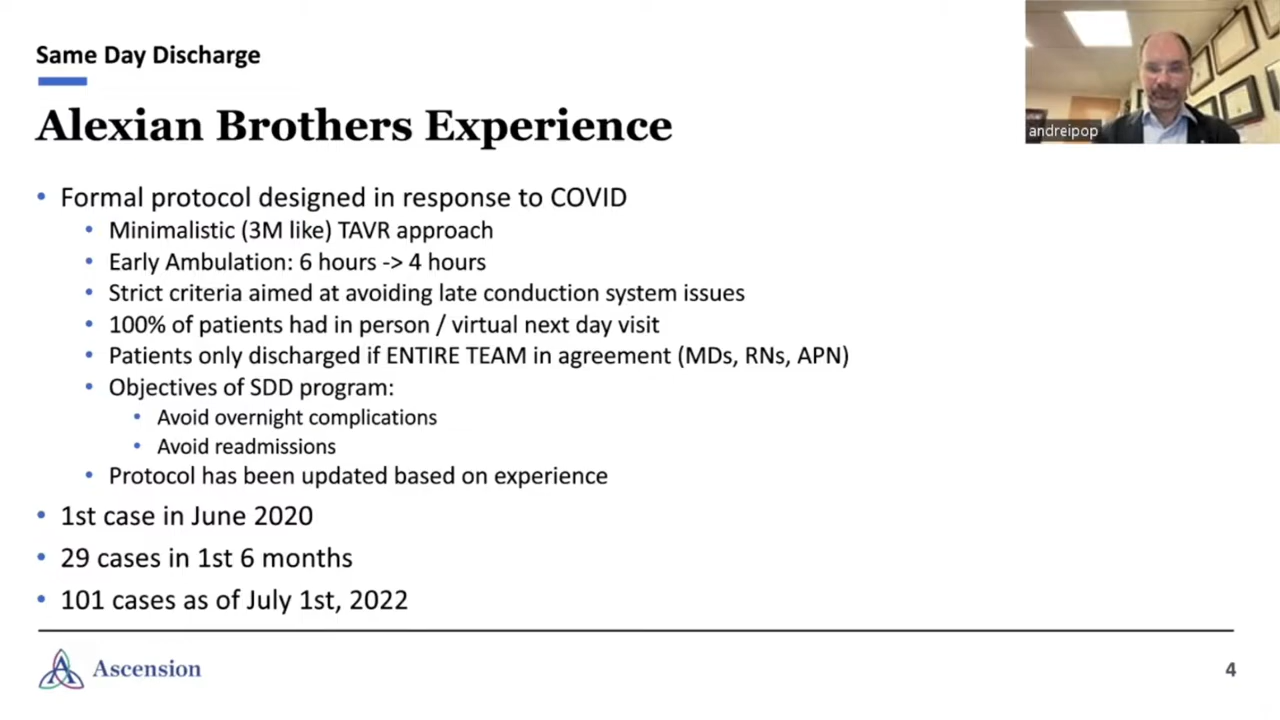 Same Day Discharge
Alexian Brothers Experience
andreipop
• Formal protocol designed in response to COVID
• Minimalistic (3M like) TAVR approach
• Early Ambulation: 6 hours -> 4 hours
• Strict criteria aimed at avoiding late conduction system issues
• 100% of patients had in person / virtual next day visit
• Patients only discharged if ENTIRE TEAM in agreement (MDs, RNs, APN)
• Objectives of SDD program:
• Avoid overnight complications
• Avoid readmissions
• Protocol has been updated based on experience
• 1st case in June 2020
• 29 cases in 1st 6 months
• 101 cases as of July 1st, 2022
Ascension
4